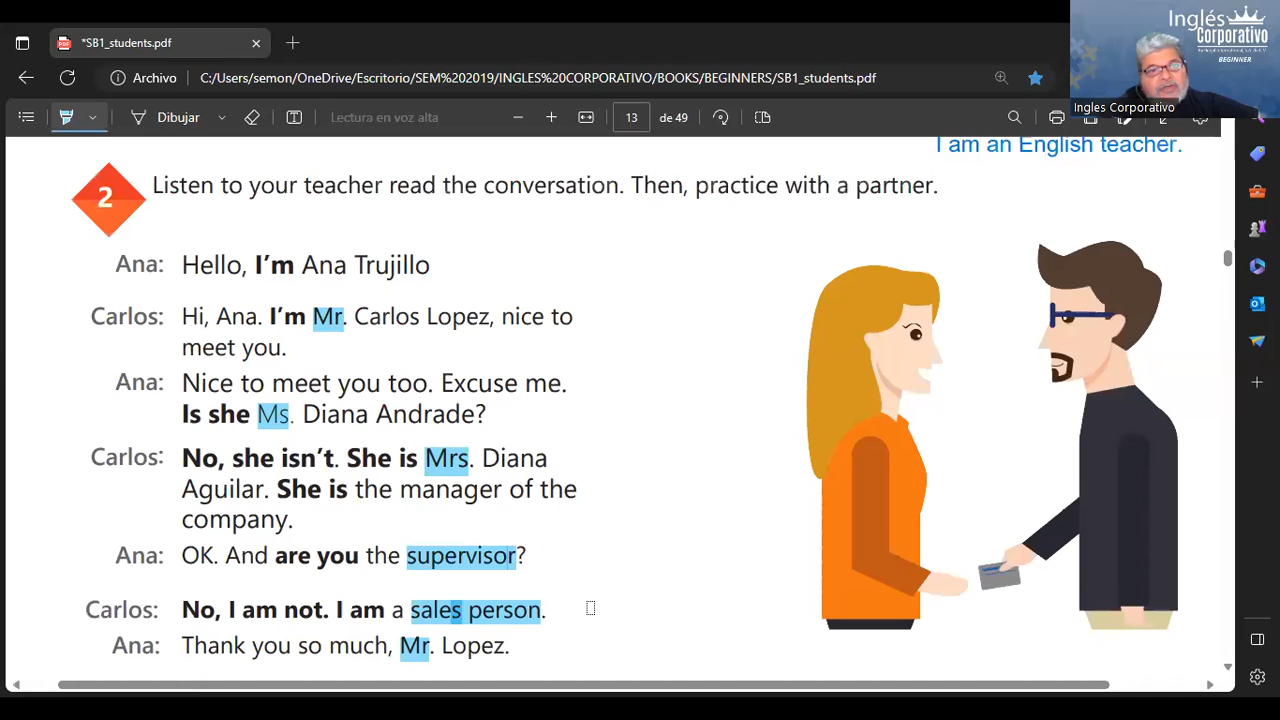 *SB1_students.pdf
Archivo
C:/Users/semon/OneDrive/Escritorio/SEM%202019/INGLES%20CORPORATIVO/BOOKS/BEGINNERS/SB1_students.pdf
Dibujar
Lectura en voz alta
13
de 49
Inglés
Corporativo
BEGINNER
Ingles Corporativo
I am an English teacher.
2
Listen to your teacher read the conversation. Then, practice with a partner.
Ana: Hello, I'm Ana Trujillo
Carlos: Hi, Ana. I'm Mr. Carlos Lopez, nice to
meet you.
Ana: Nice to meet you too. Excuse me.
Is she Ms. Diana Andrade?
Carlos: No, she isn't. She is Mrs. Diana
Aguilar. She is the manager of the
company.
Ana: OK. And are you the supervisor?
Carlos: No, I am not. I am a sales person.
Ana: Thank you so much, Mr. Lopez.